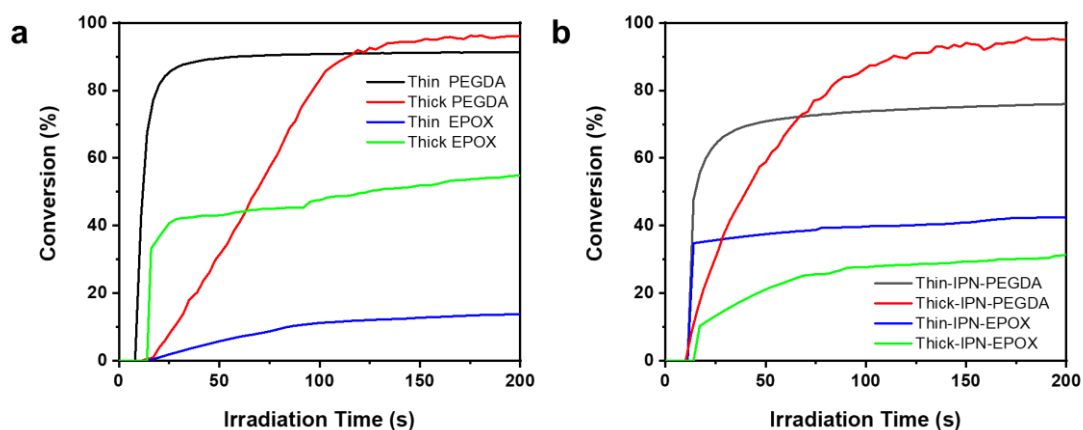 a
Conversion (%)
100
80
60
40
20
0
Thin PEGDA
Thick PEGDA
Thin EPOX
Thick EPOX
0
50
100
150
200
Irradiation Time (s)
b
Conversion (%)
100
80
60
40
20
0
Thin-IPN-PEGDA
Thick-IPN-PEGDA
Thin-IPN-EPOX
Thick-IPN-EPOX
0
50
100
150
200
Irradiation Time (s)